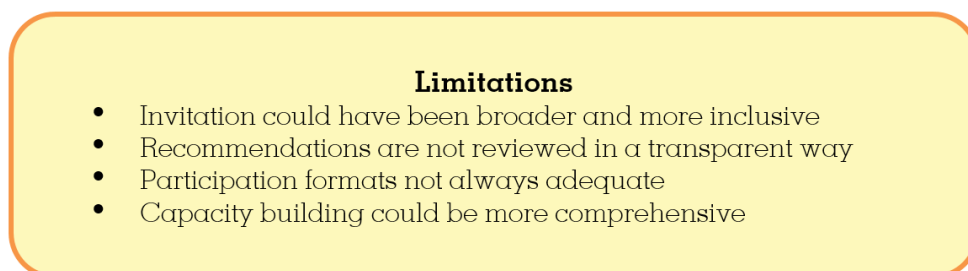 Limitations
• Invitation could have been broader and more inclusive
• Recommendations are not reviewed in a transparent way
• Participation formats not always adequate
• Capacity building could be more comprehensive